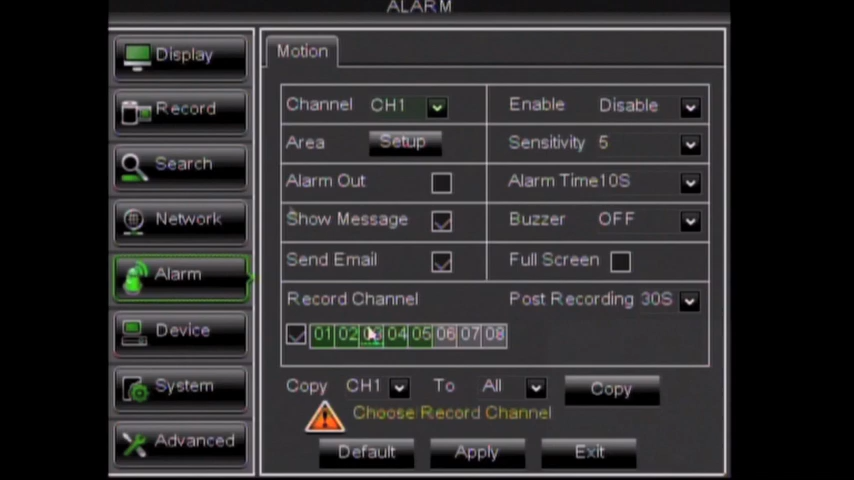 ALARM
Display
Record
Search
Network
Alarm
Device
System
Advanced
Motion
Channel CH1 Enable Disable
Area Setup Sensitivity 5
Alarm Out Alarm Time10S
Show Message Buzzer OFF
Send Email Full Screen
Record Channel Post Recording 30S
01 02 03 04 05 06 07 08
Copy CH1 To All Copy
Choose Record Channel
Default Apply Exit